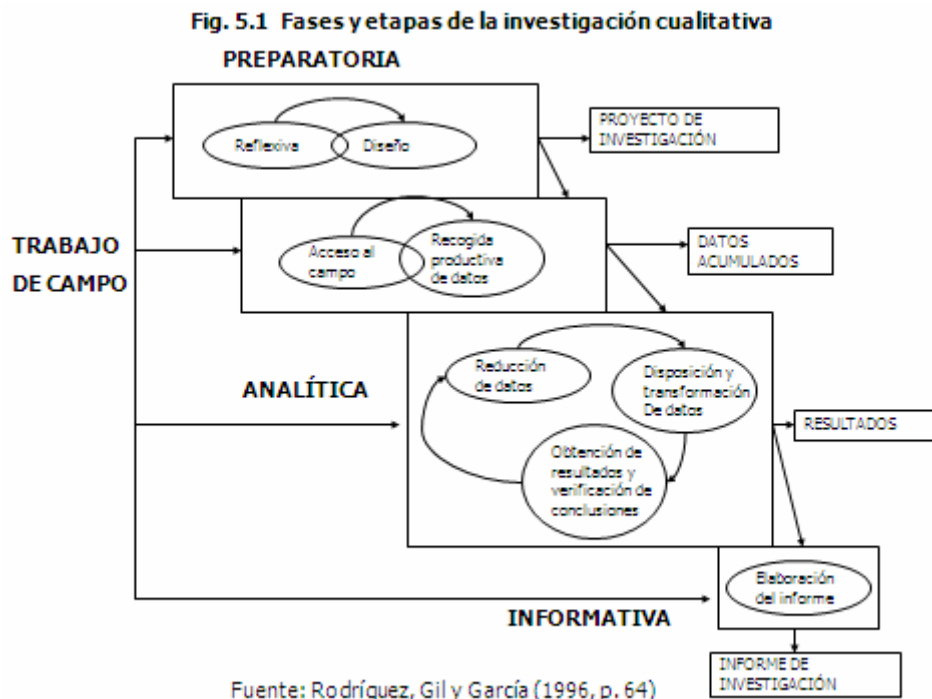 Fig. 5.1 Fases y etapas de la investigación cualitativa
PREPARATORIA
Reflexiva
Diseño
PROYECTO DE
INVESTIGACIÓN
TRABAJO
DE CAMPO
Acceso al
campo
Recogida
productiva
de datos
DATOS
ACUMULADOS
ANALÍTICA
Reducción
de datos
Disposición y
transformación
De datos
Obtención de
resultados y
verificación de
conclusiones
RESULTADOS
INFORMATIVA
Elaboración
del informe
INFORME DE
INVESTIGACIÓN
Fuente: Rodríguez, Gil y García (1996, p. 64)